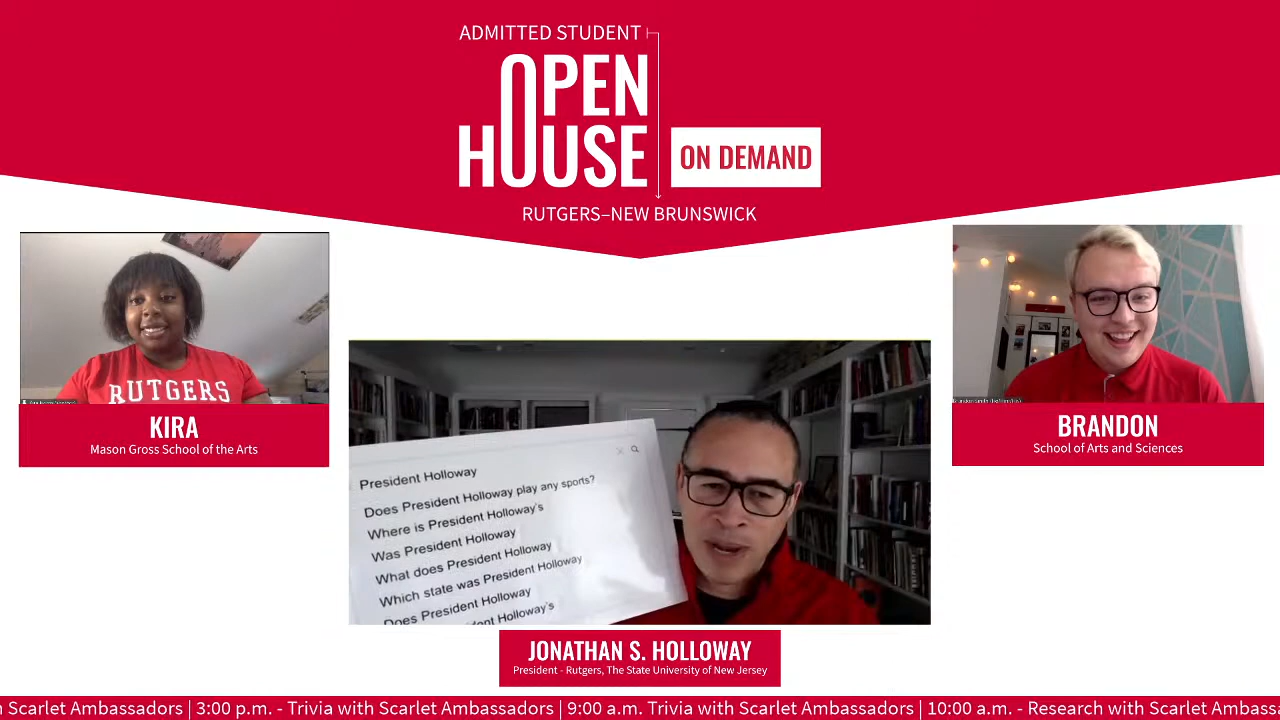 ADMITTED STUDENT
OPEN
HOUSE
ON DEMAND
RUTGERS–NEW BRUNSWICK
RUTGERS
KIRA
Mason Gross School of the Arts
BRANDON
School of Arts and Sciences
President Holloway
Does President Holloway play any sports?
Where is President Holloway's
Was President Holloway
What does President Holloway
Which state was President Holloway
Does President Holloway
Holloway's
JONATHAN S. HOLLOWAY
President - Rutgers, The State University of New Jersey
Scarlet Ambassadors | 3:00 p.m. - Trivia with Scarlet Ambassadors | 9:00 a.m. Trivia with Scarlet Ambassadors | 10:00 a.m. - Research with Scarlet Ambass